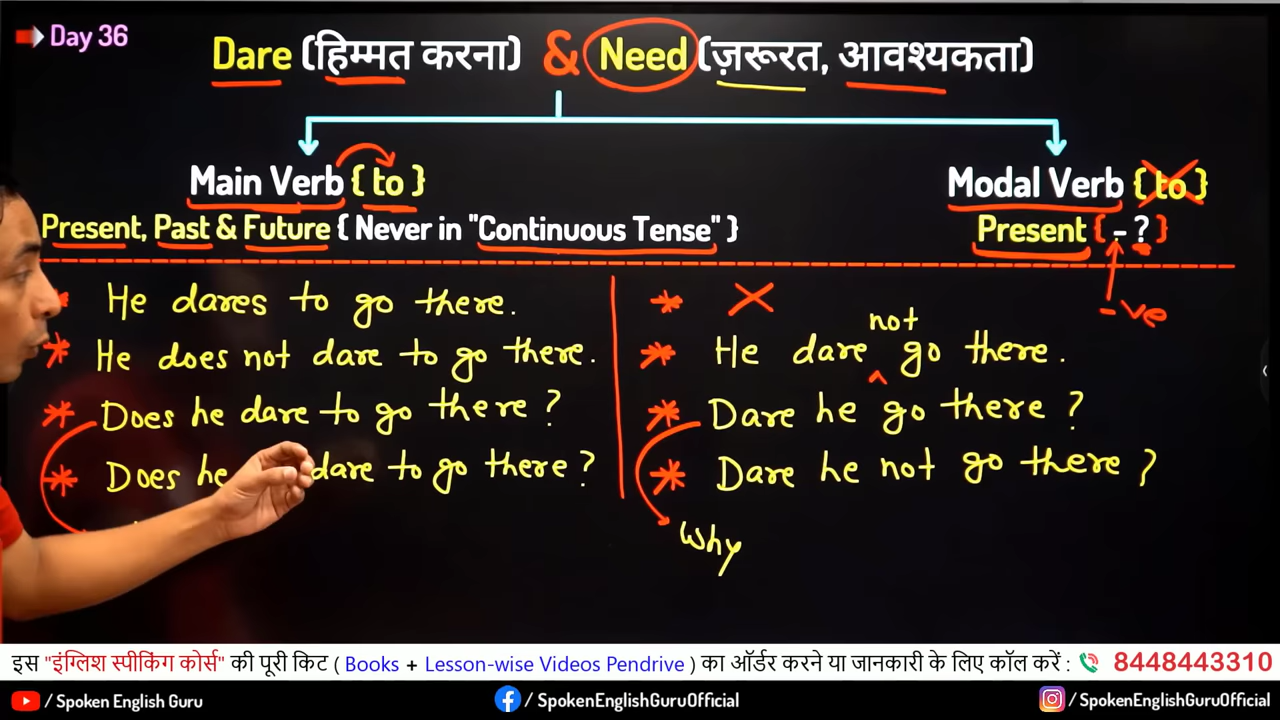 Day 36
Dare (हिम्मत करना) & Need (ज़रूरत, आवश्यकता)
Main Verb { to }
Present, Past & Future { Never in "Continuous Tense" }
Modal Verb { to }
Present { - ? }
-ve
* He dares to go there.
* He does not dare to go there.
* Does he dare to go there ?
* Does he dare to go there ?
* ×
* He dare not go there.
* Dare he go there ?
* Dare he not go there ?
Why
इस "इंग्लिश स्पीकिंग कोर्स" की पूरी किट ( Books + Lesson-wise Videos Pendrive ) का ऑर्डर करने या जानकारी के लिए कॉल करें : 8448443310
/ Spoken English Guru
/ SpokenEnglishGuruOfficial
/ SpokenEnglishGuruOfficial